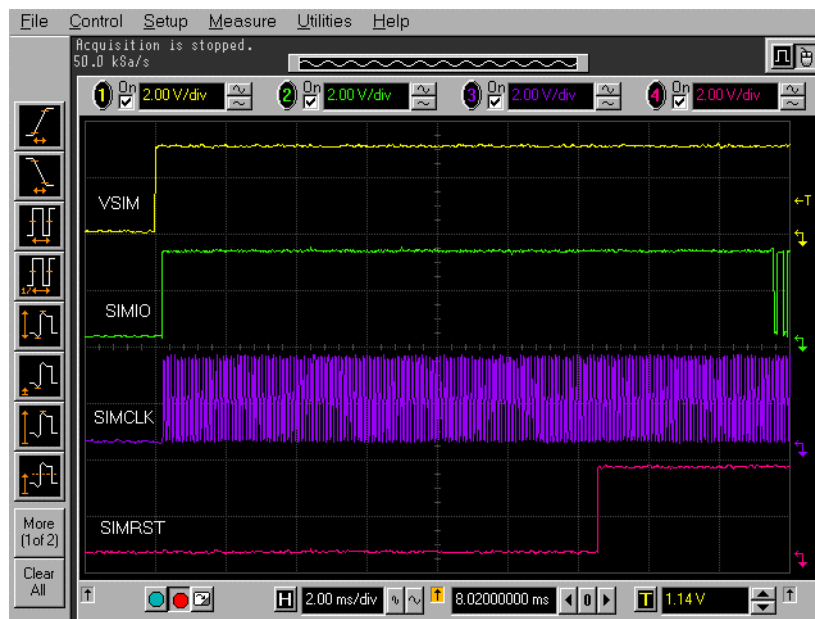 File Control Setup Measure Utilities Help
Acquisition is stopped.
50.0 kSa/s
1 On 2.00 V/div 2 On 2.00 V/div 3 On 2.00 V/div 4 On 2.00 V/div
VSIM
T
SIMIO
SIMCLK
SIMRST
More
(1 of 2)
Clear
All
H 2.00 ms/div 8.02000000 ms 0 T 1.14 V